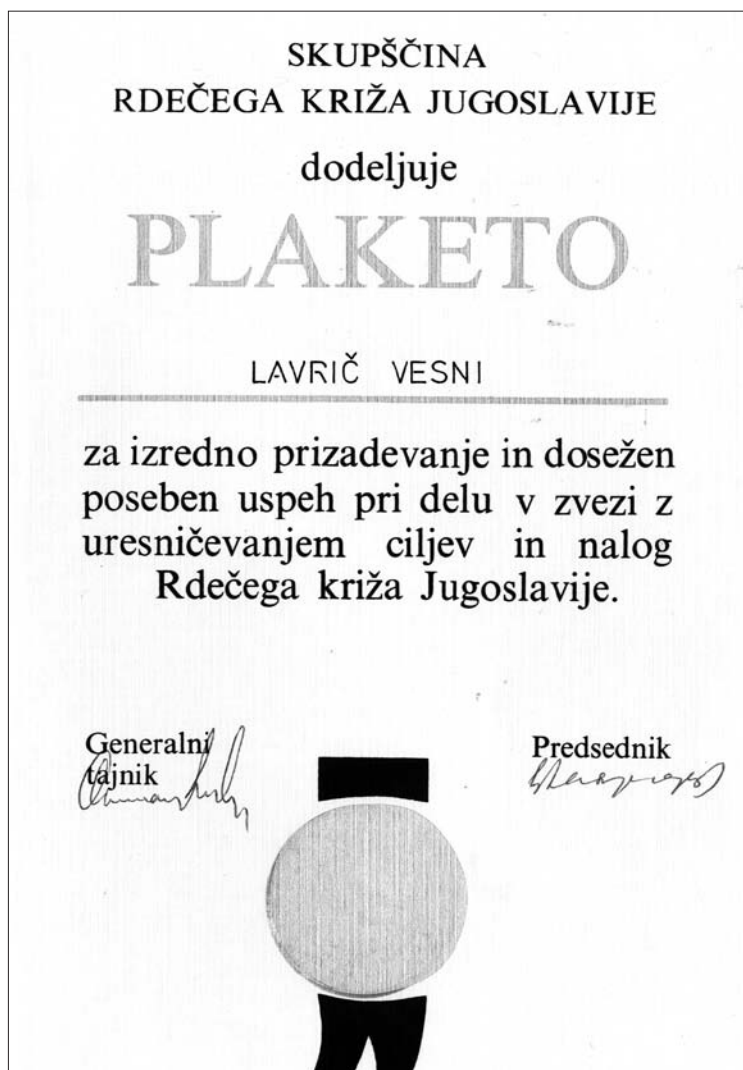 SKUPŠČINA
RDEČEGA KRIŽA JUGOSLAVIJE
dodeljuje
PLAKETO
LAVRIČ VESNI
za izredno prizadevanje in dosežen
poseben uspeh pri delu v zvezi z
uresničevanjem ciljev in nalog
Rdečega križa Jugoslavije.
Generalni
tajnik
Predsednik